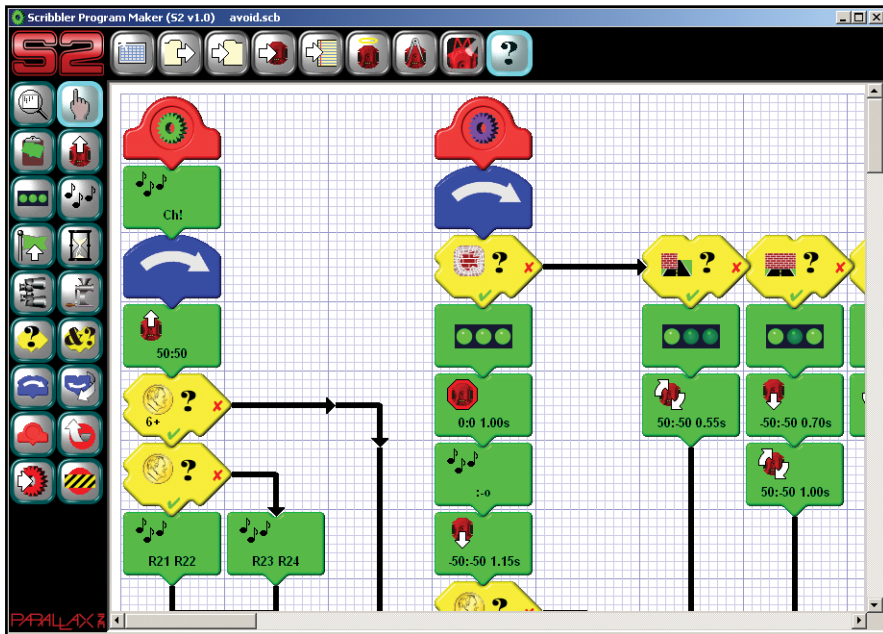 Scribbler Program Maker (S2 v1.0) avoid.scb
S2
?
Ch!
50:50
?
6+
?
R21 R22
R23 R24
?
0:0 1.00s
:-o
-50:-50 1.15s
?
?
50:-50 0.55s
?
-50:-50 0.70s
50:-50 1.00s
?
&?
PARALLAX